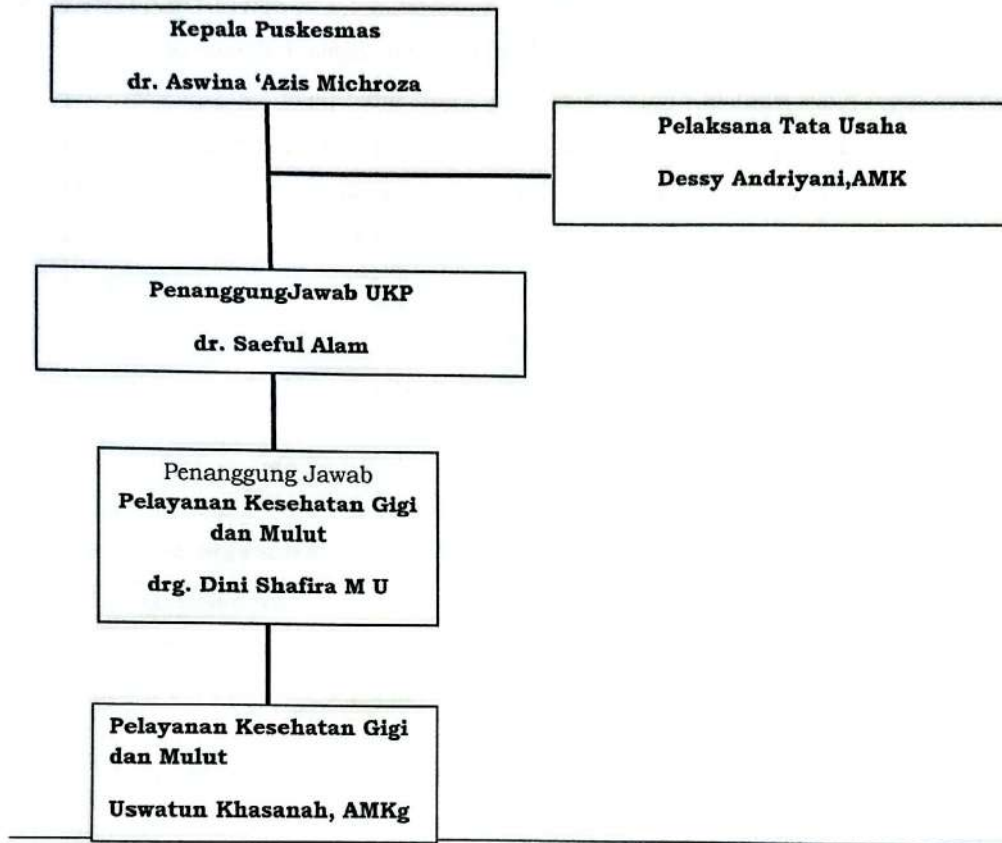 Kepala Puskesmas
dr. Aswina ‘Azis Michroza
Pelaksana Tata Usaha
Dessy Andriyani,AMK
PenanggungJawab UKP
dr. Saeful Alam
Penanggung Jawab
Pelayanan Kesehatan Gigi
dan Mulut
drg. Dini Shafira M U
Pelayanan Kesehatan Gigi
dan Mulut
Uswatun Khasanah, AMKg